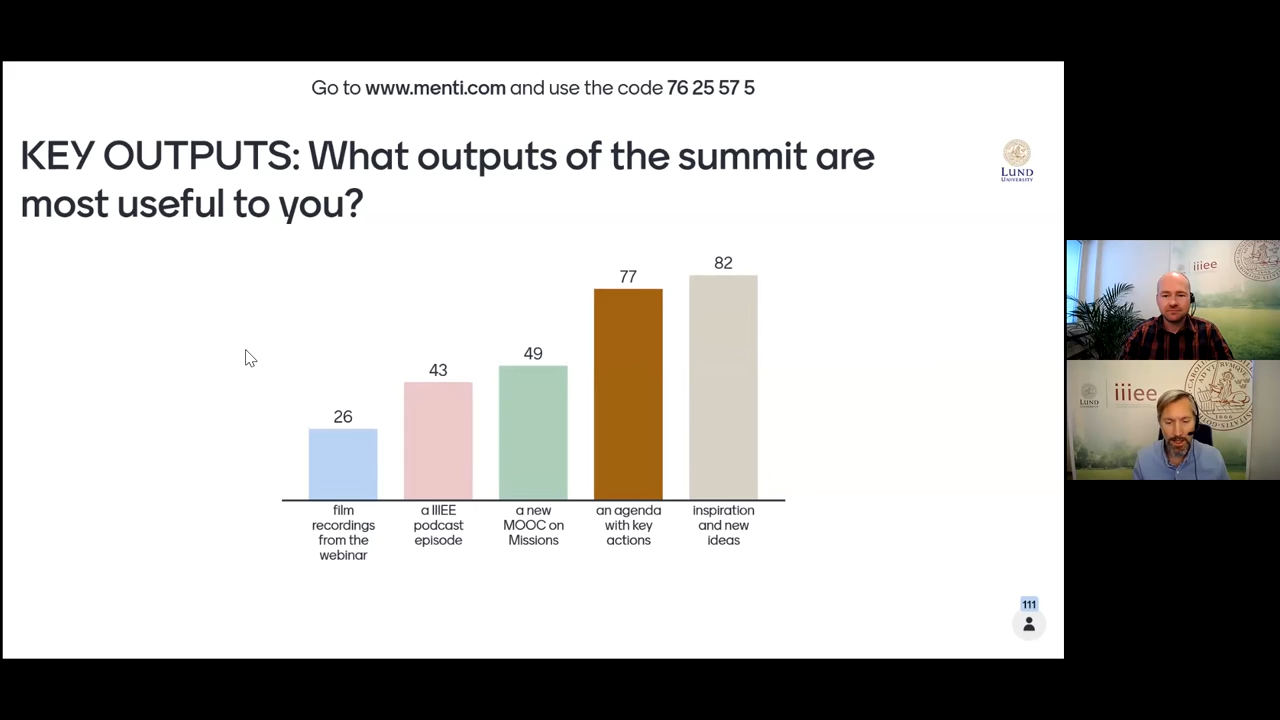 Go to www.menti.com and use the code 76 25 57 5
KEY OUTPUTS: What outputs of the summit are
most useful to you?
LUND
UNIVERSITY
26
43
49
77
82
film
recordings
from the
webinar
a IIIEE
podcast
episode
a new
MOOC on
Missions
an agenda
with key
actions
inspiration
and new
ideas
111
iiiee
LUND
UNIVERSITY
iiiee